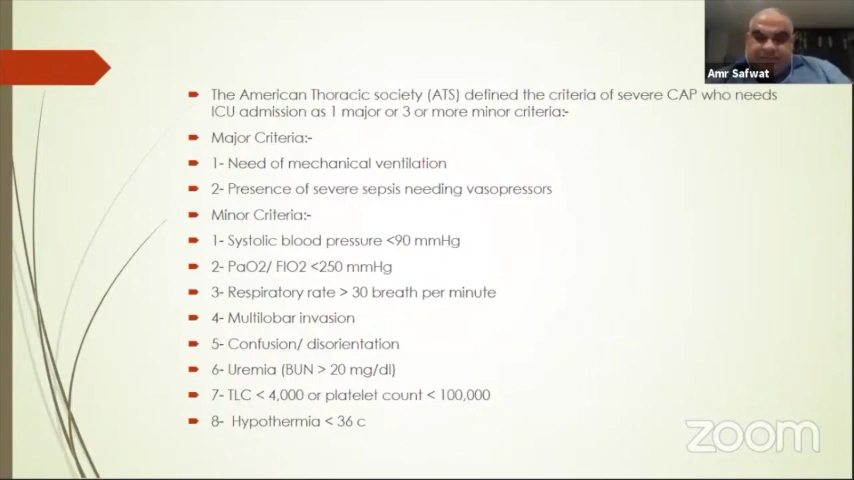 Amr Safwat
The American Thoracic society (ATS) defined the criteria of severe CAP who needs
ICU admission as 1 major or 3 or more minor criteria:-
Major Criteria:-
1- Need of mechanical ventilation
2- Presence of severe sepsis needing vasopressors
Minor Criteria:-
1- Systolic blood pressure <90 mmHg
2- PaO2/ FIO2 <250 mmHg
3- Respiratory rate > 30 breath per minute
4- Multilobar invasion
5- Confusion/ disorientation
6- Uremia (BUN > 20 mg/dl)
7- TLC < 4,000 or platelet count < 100,000
8- Hypothermia < 36 c
zoom